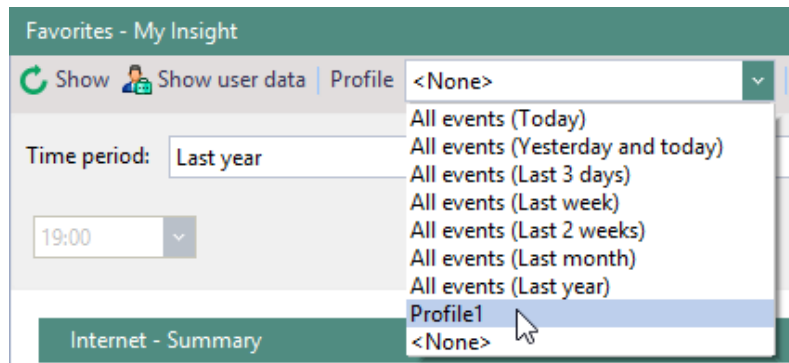 Favorites - My Insight
Show Show user data Profile <None>
All events (Today)
All events (Yesterday and today)
All events (Last 3 days)
All events (Last week)
All events (Last 2 weeks)
All events (Last month)
All events (Last year)
Profile1
<None>
Time period: Last year
19:00
Internet - Summary